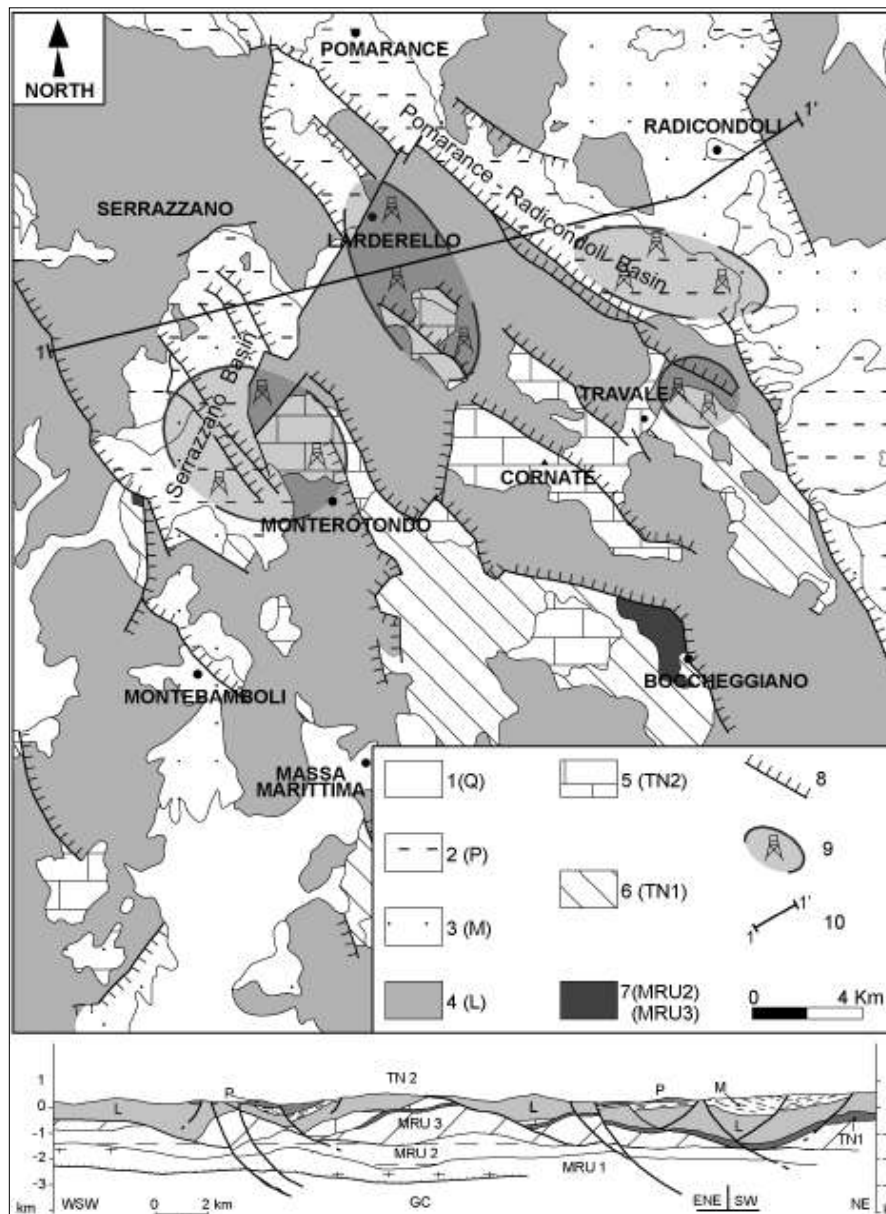 POMARANCE
NORTH
RADICONDOLI
1'
Pomarance - Radicondoli Basin
SERRAZZANO
LARDERELLO
1'
Serrazzano Basin
TRAVALE
CORNATE
MONTEROTONDO
BOCCHEGGIANO
MONTEBAMBOLI
MASSA
MARITTIMA
1(Q)
5 (TN2)
8
2 (P)
9
6 (TN1)
3 (M)
1'
1
10
4 (L)
7(MRU2)
(MRU3)
0 4 Km
TN 2
1
P
P
M
0
L
L
L
MRU 3
-1
TN1
MRU 2
-2
MRU 1
-3
km
WSW
0 2 km
GC
ENE
SW
NE
km